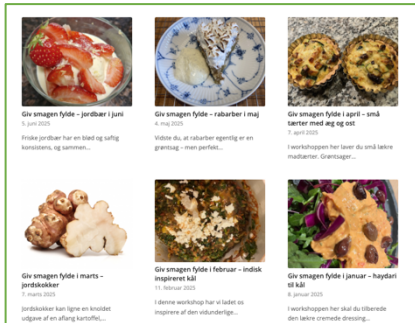 Giv smagen fylde – jordbær i juni
5. juni 2025
Friske jordbær har en blød og saftig
konsistens, og sammen...
Giv smagen fylde – rabarber i maj
4. maj 2025
Vidste du, at rabarber egentlig er en
grøntsag – men perfekt...
Giv smagen fylde i april – små
tærter med æg og ost
7. april 2025
I workshoppen her laver du små lækre
madtærter. Grøntsager...
Giv smagen fylde i marts –
jordskokker
7. marts 2025
Jordskokker kan ligne en knoldet
udgave af en aflang kartoffel,...
Giv smagen fylde i februar – indisk
inspireret kål
11. februar 2025
I denne workshop har vi ladet os
inspirere af den vidunderlige...
Giv smagen fylde i januar – haydari
til kål
8. januar 2025
I workshoppen her skal du tilberede
den lækre cremede dressing...